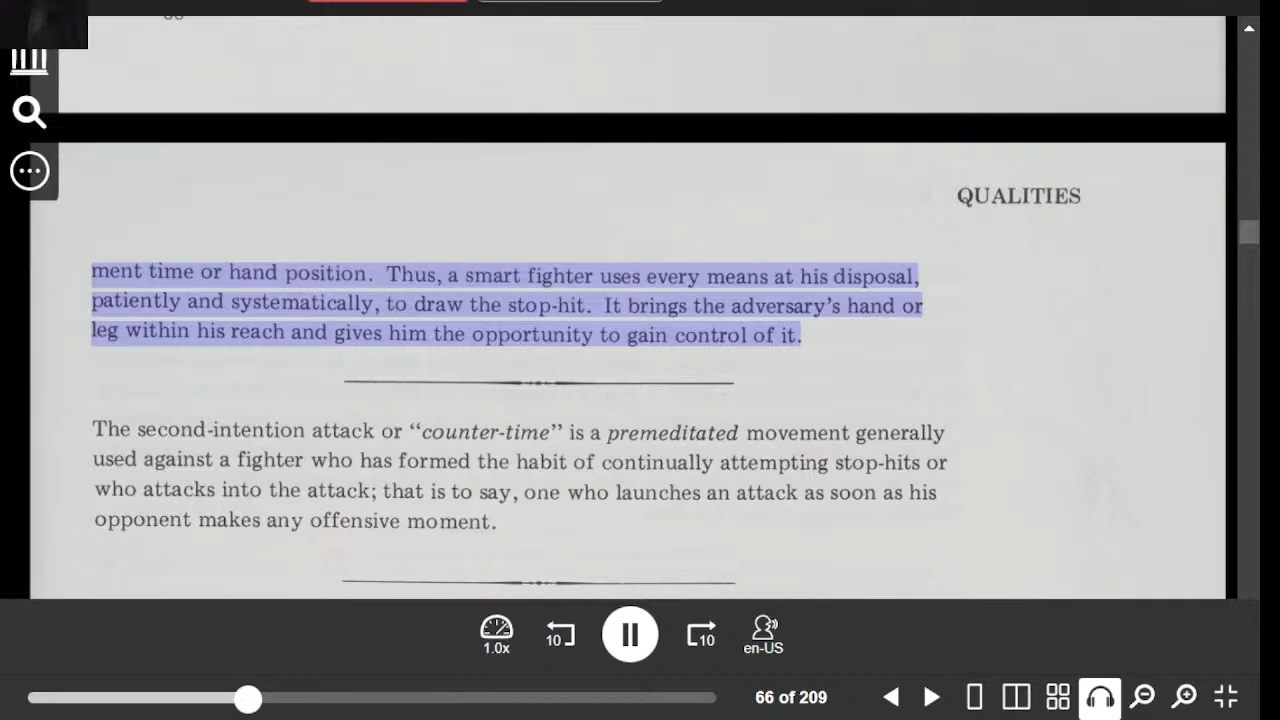 QUALITIES
ment time or hand position. Thus, a smart fighter uses every means at his disposal,
patiently and systematically, to draw the stop-hit. It brings the adversary's hand or
leg within his reach and gives him the opportunity to gain control of it.
The second-intention attack or “counter-time” is a premeditated movement generally
used against a fighter who has formed the habit of continually attempting stop-hits or
who attacks into the attack; that is to say, one who launches an attack as soon as his
opponent makes any offensive moment.
1.0x
10
10
en-US
66 of 209